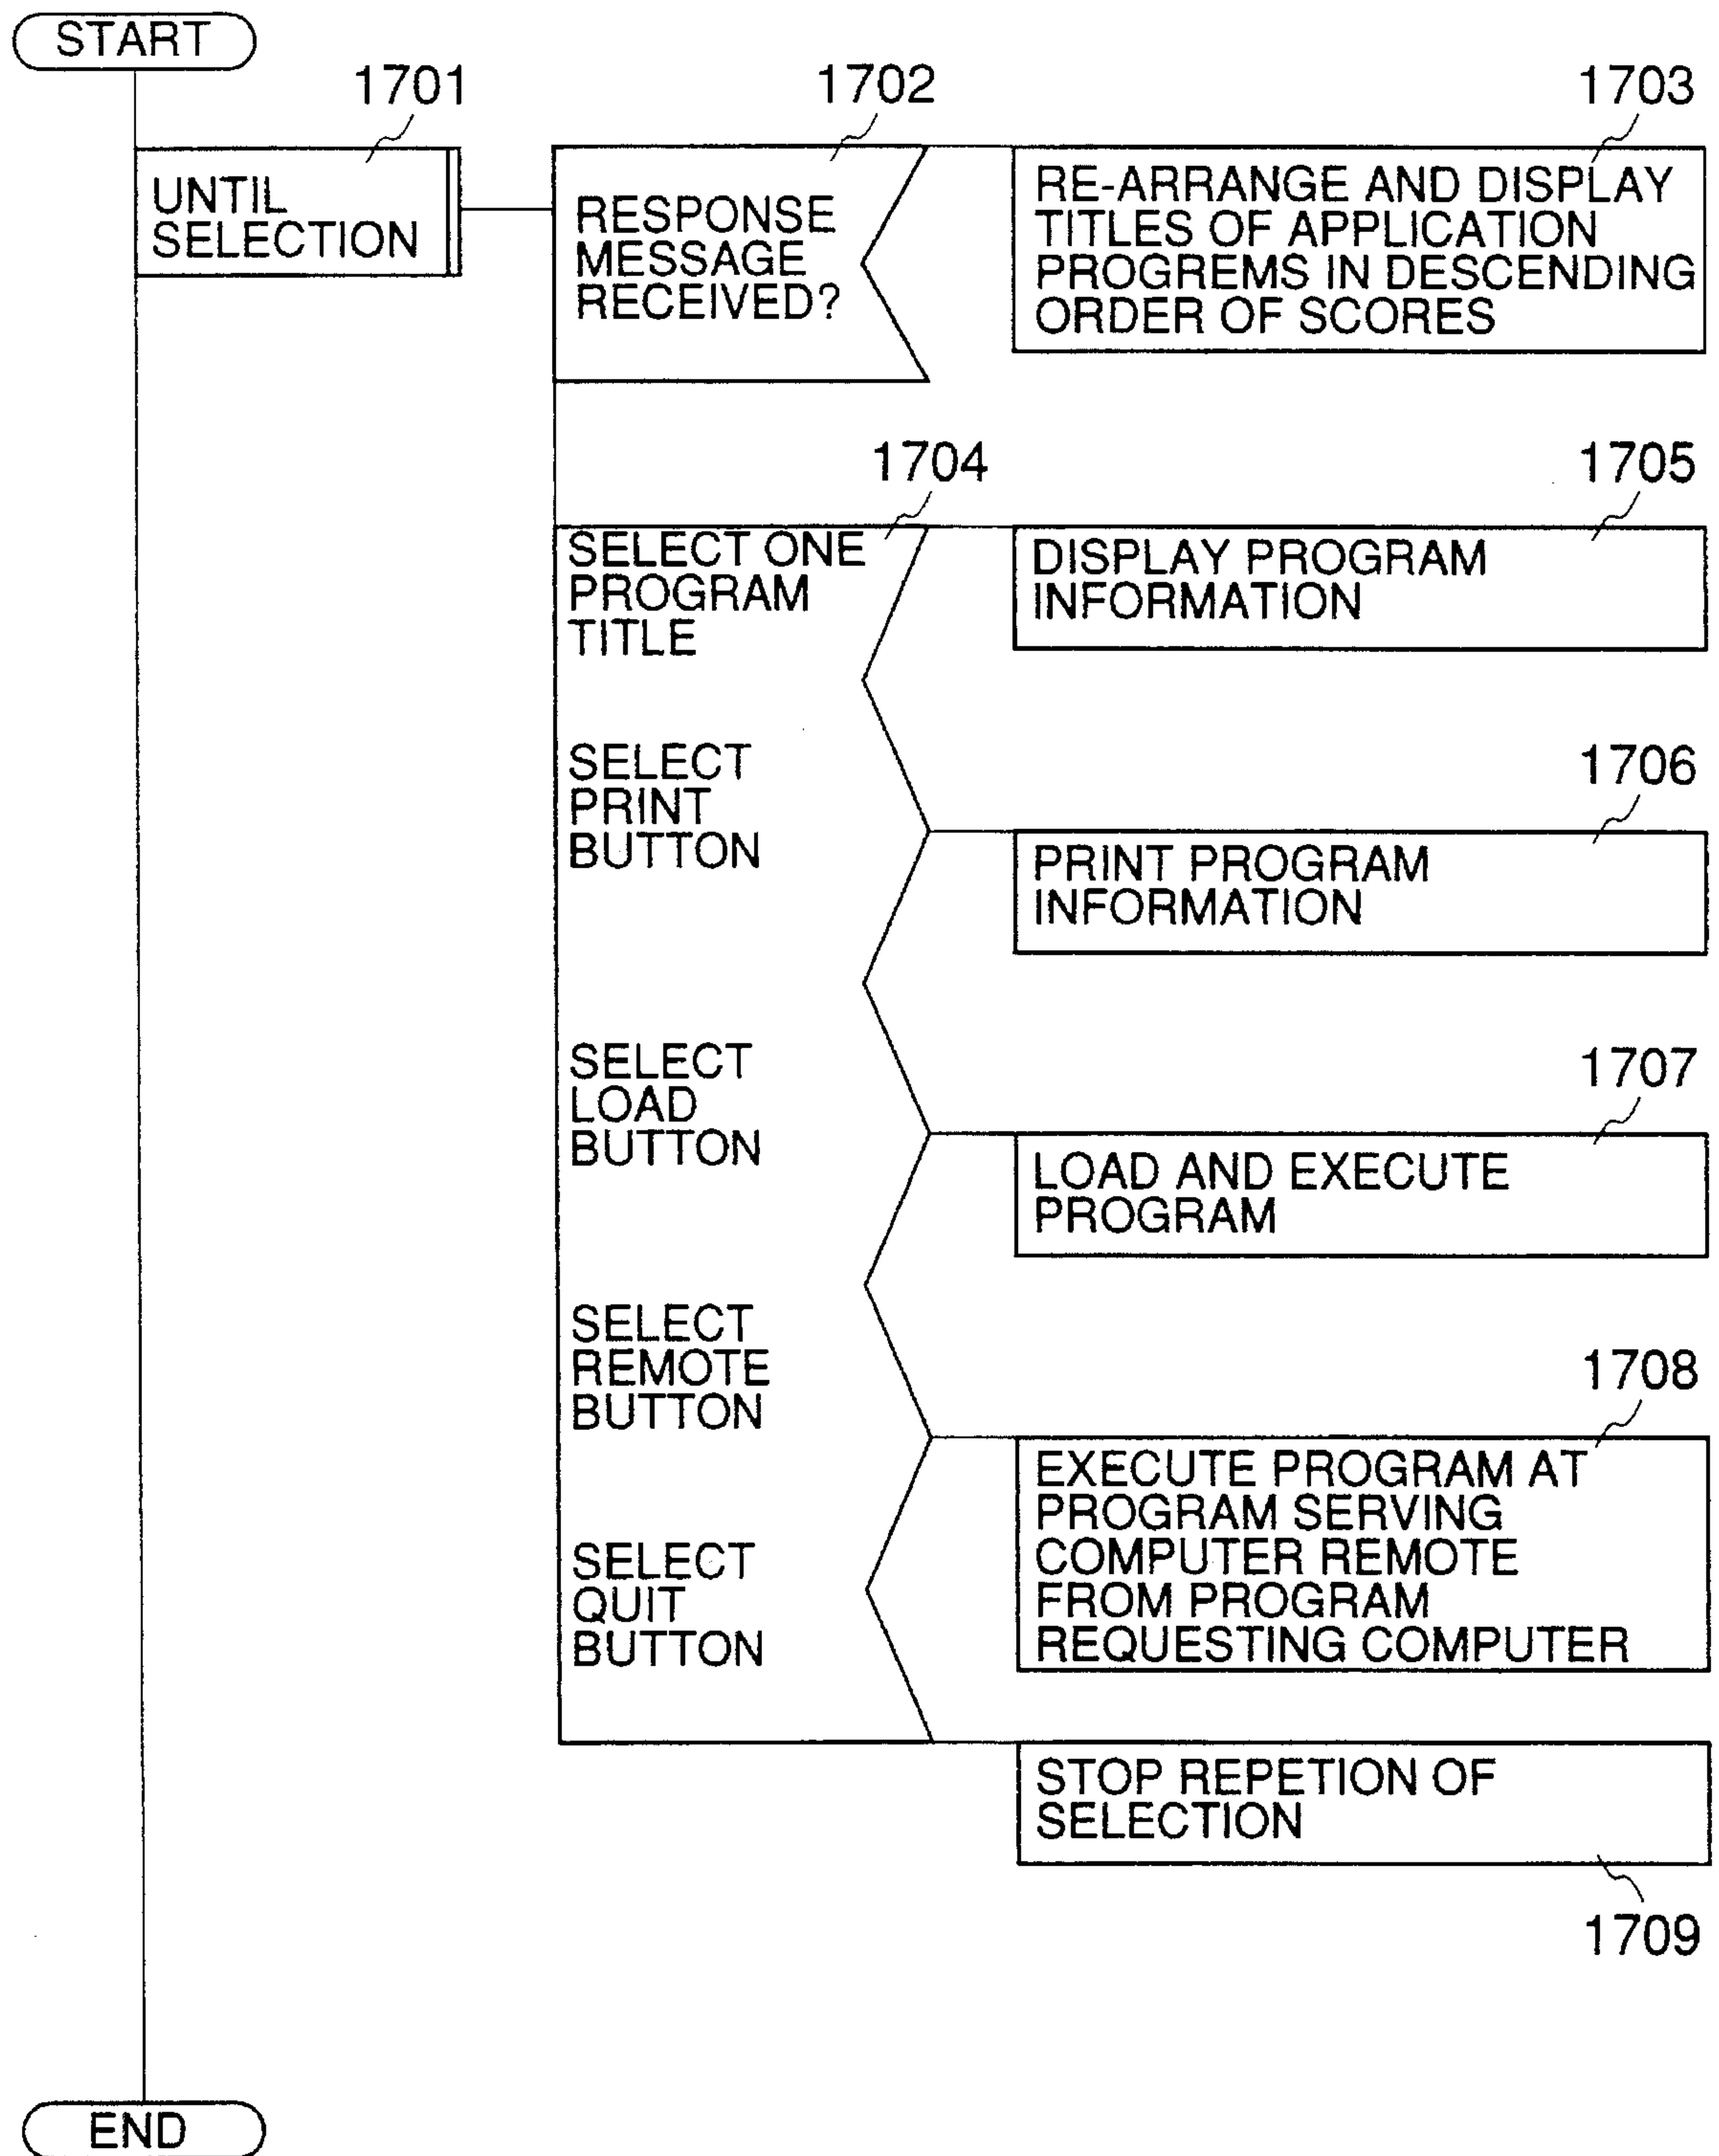 START
1701
1702
1703
UNTIL
SELECTION
RESPONSE
MESSAGE
RECEIVED?
RE-ARRANGE AND DISPLAY
TITLES OF APPLICATION
PROGREMS IN DESCENDING
ORDER OF SCORES
1704
1705
SELECT ONE
PROGRAM
TITLE
DISPLAY PROGRAM
INFORMATION
SELECT
PRINT
BUTTON
1706
PRINT PROGRAM
INFORMATION
SELECT
LOAD
BUTTON
1707
LOAD AND EXECUTE
PROGRAM
SELECT
REMOTE
BUTTON
1708
EXECUTE PROGRAM AT
PROGRAM SERVING
COMPUTER REMOTE
FROM PROGRAM
REQUESTING COMPUTER
SELECT
QUIT
BUTTON
STOP REPETION OF
SELECTION
1709
END